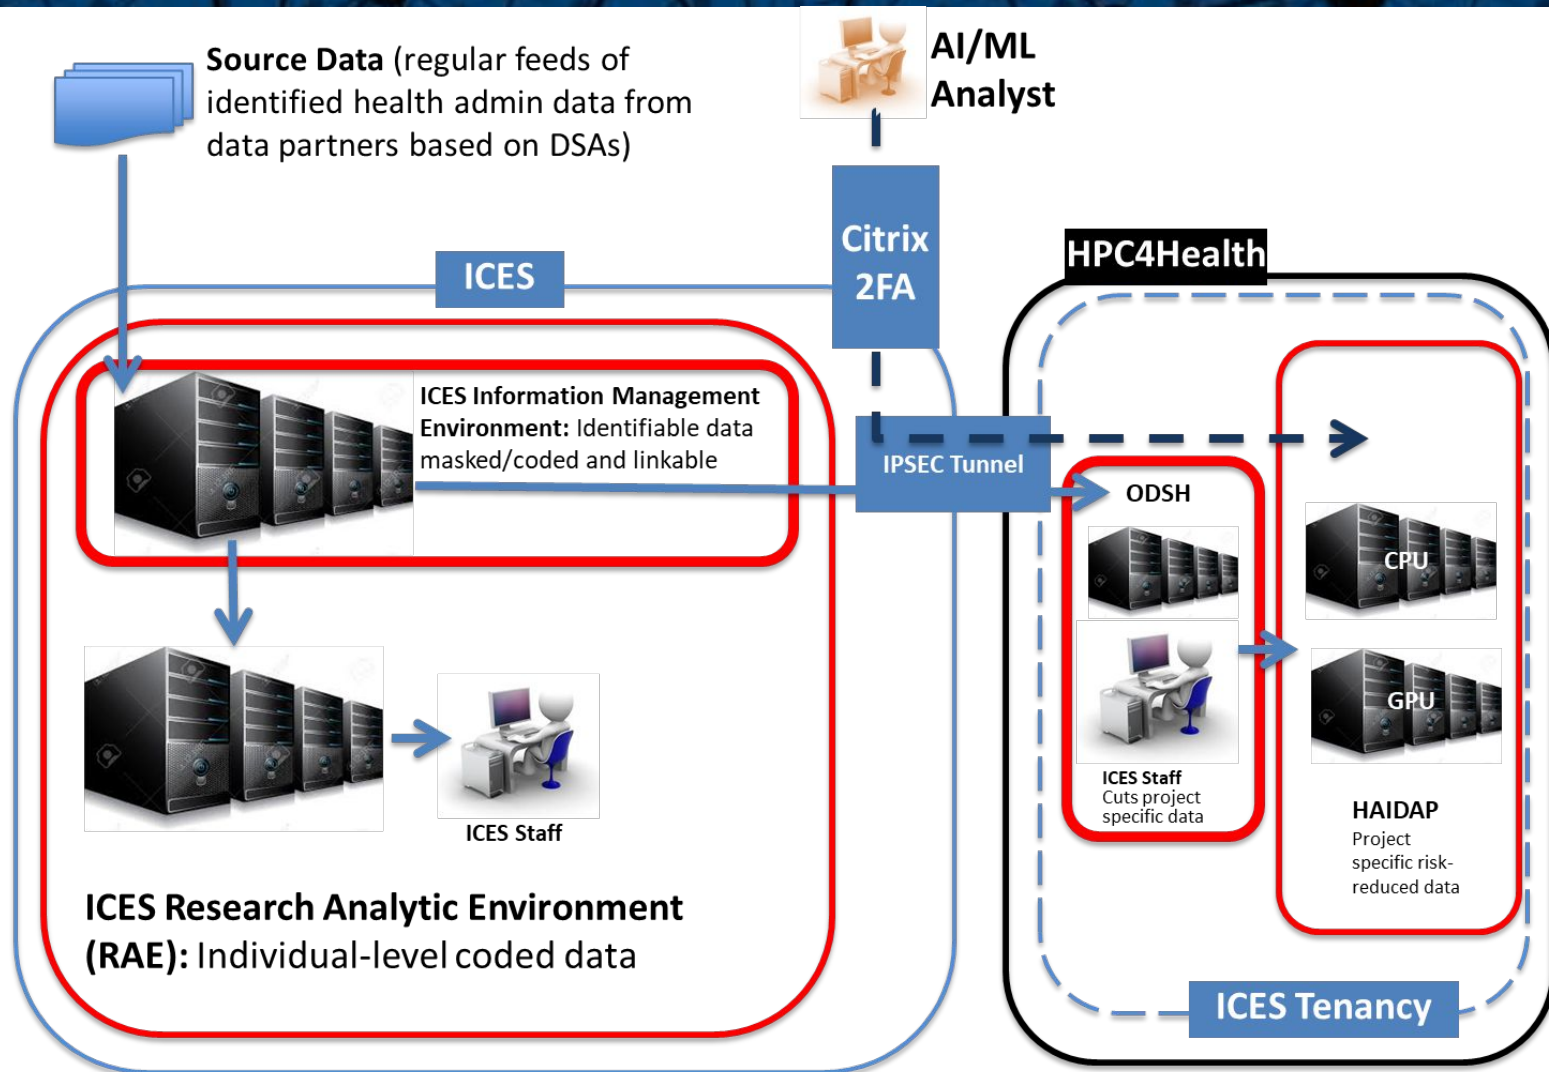 Source Data (regular feeds of
identified health admin data from
data partners based on DSAs)
AI/ML
Analyst
Citrix
2FA
ICES
HPC4Health
ICES Information Management
Environment: Identifiable data
masked/coded and linkable
IPSEC Tunnel
ODSH
CPU
GPU
ICES Staff
Cuts project
specific data
HAIDAP
Project
specific risk-
reduced data
ICES Staff
ICES Research Analytic Environment
(RAE): Individual-level coded data
ICES Tenancy